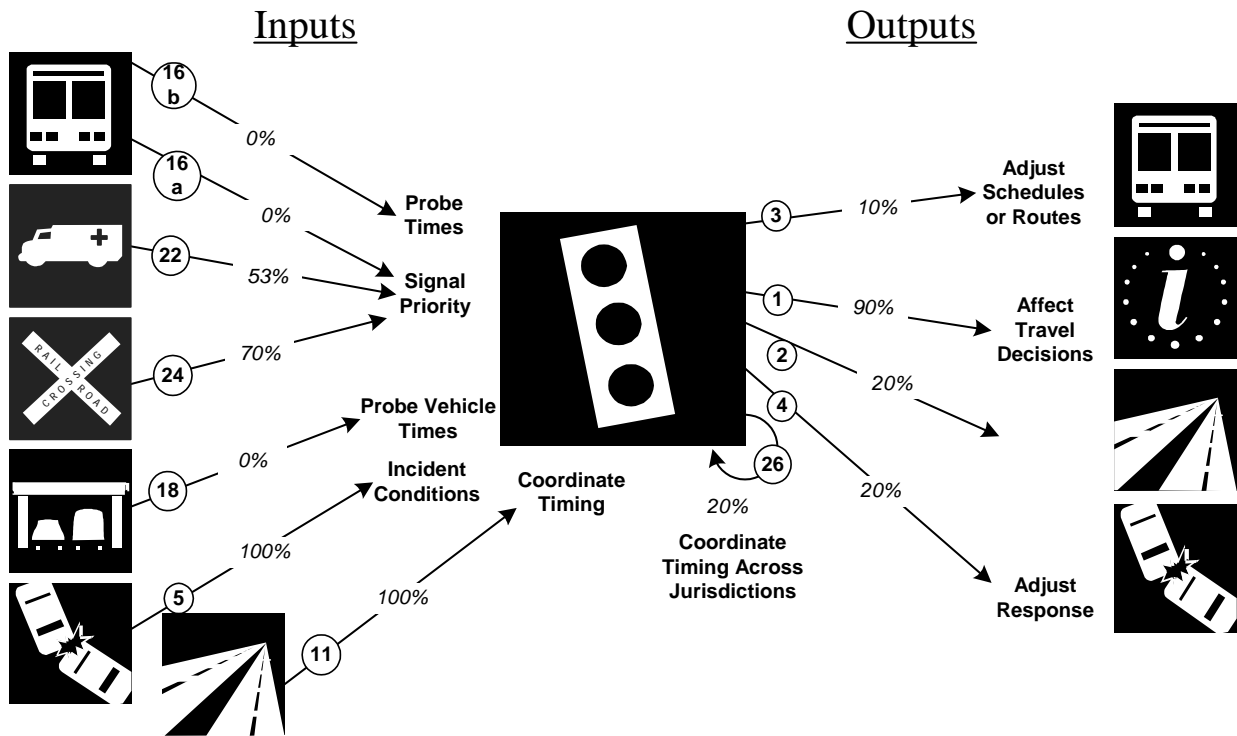 Inputs
Outputs
16
b
0%
16
a
0%
Probe
Times
22
53%
Signal
Priority
RAIL ROAD
CROSSING
24
70%
Probe Vehicle
Times
18
0%
Incident
Conditions
5
100%
Coordinate
Timing
11
100%
3
10%
Adjust
Schedules
or Routes
1
90%
Affect
Travel
Decisions
i
2
20%
4
20%
Adjust
Response
26
20%
Coordinate
Timing Across
Jurisdictions